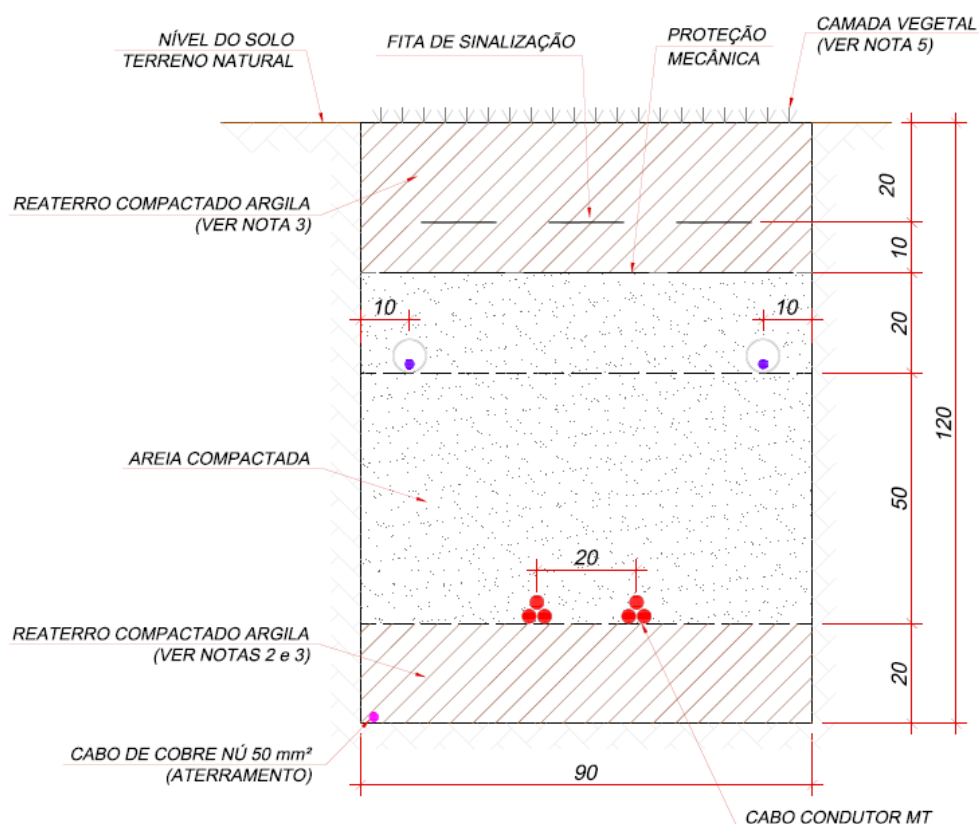 NÍVEL DO SOLO
TERRENO NATURAL
FITA DE SINALIZAÇÃO
PROTEÇÃO
MECÂNICA
CAMADA VEGETAL
(VER NOTA 5)
REATERRO COMPACTADO ARGILA
(VER NOTA 3)
20
10
10
10
20
120
AREIA COMPACTADA
50
20
REATERRO COMPACTADO ARGILA
(VER NOTAS 2 e 3)
20
CABO DE COBRE NÚ 50 mm²
(ATERRAMENTO)
90
CABO CONDUTOR MT